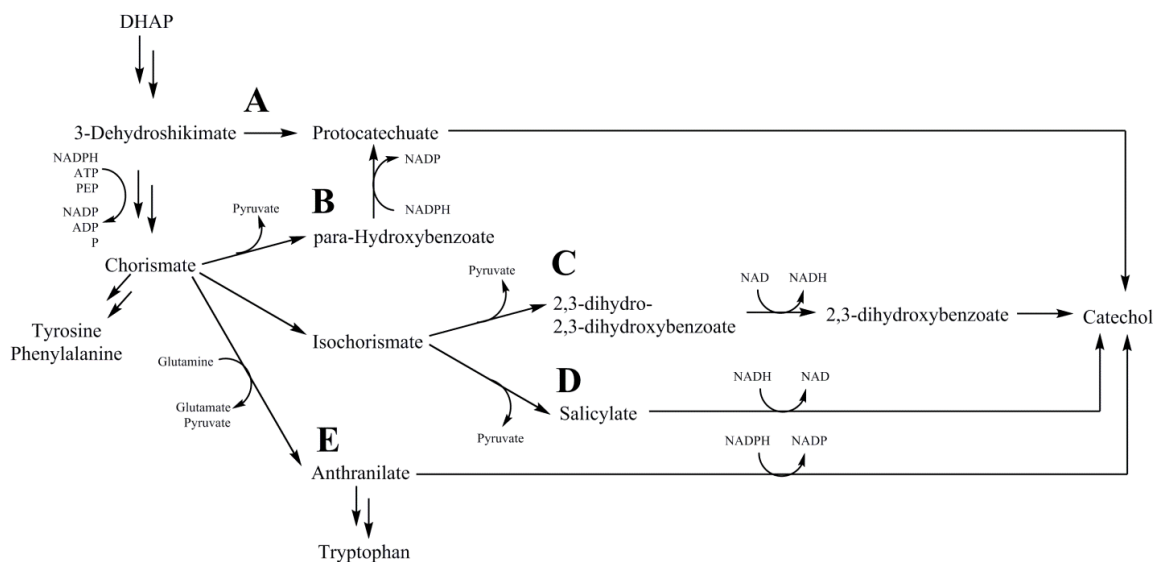 DHAP
A
3-Dehydroshikimate
Protocatechuate
NADPH
ATP
PEP
NADP
ADP
P
NADP
NADPH
B
Pyruvate
para-Hydroxybenzoate
Chorismate
Tyrosine
Phenylalanine
C
Pyruvate
2,3-dihydro-
2,3-dihydroxybenzoate
NAD
NADH
2,3-dihydroxybenzoate
Catechol
Isochorismate
Glutamine
Glutamate
Pyruvate
D
Salicylate
Pyruvate
NADH
NAD
E
Anthranilate
NADPH
NADP
Tryptophan